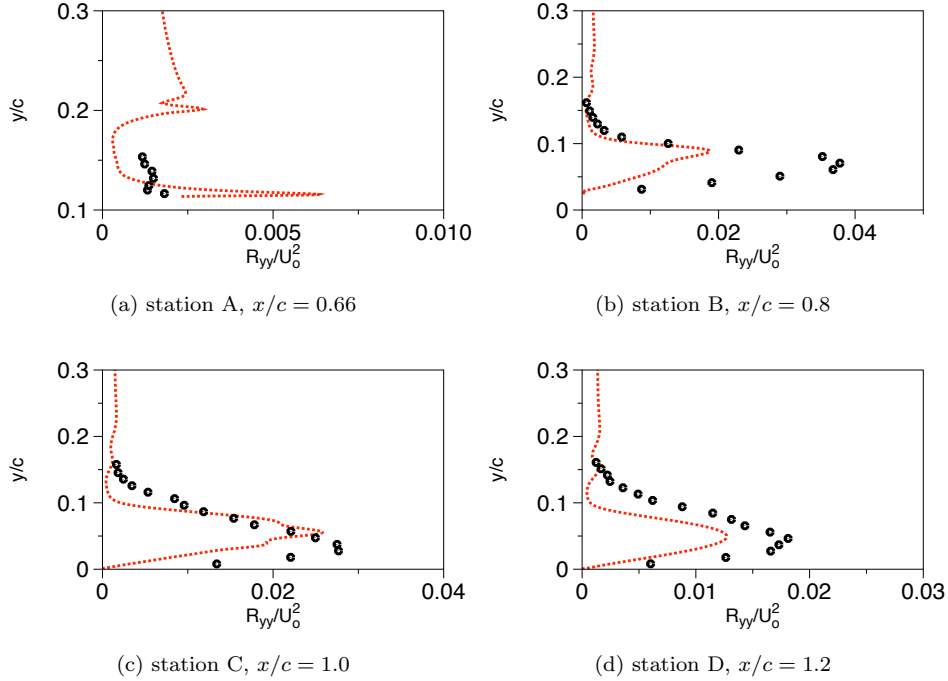 0.3
0.2
0.1
y/c
0
0.005
0.010
R_yy/U_o^2
(a) station A, x/c = 0.66
0.3
0.2
0.1
0
y/c
0
0.02
0.04
R_yy/U_o^2
(b) station B, x/c = 0.8
0.3
0.2
0.1
0
y/c
0
0.02
0.04
R_yy/U_o^2
(c) station C, x/c = 1.0
0.3
0.2
0.1
0
y/c
0
0.01
0.02
0.03
R_yy/U_o^2
(d) station D, x/c = 1.2